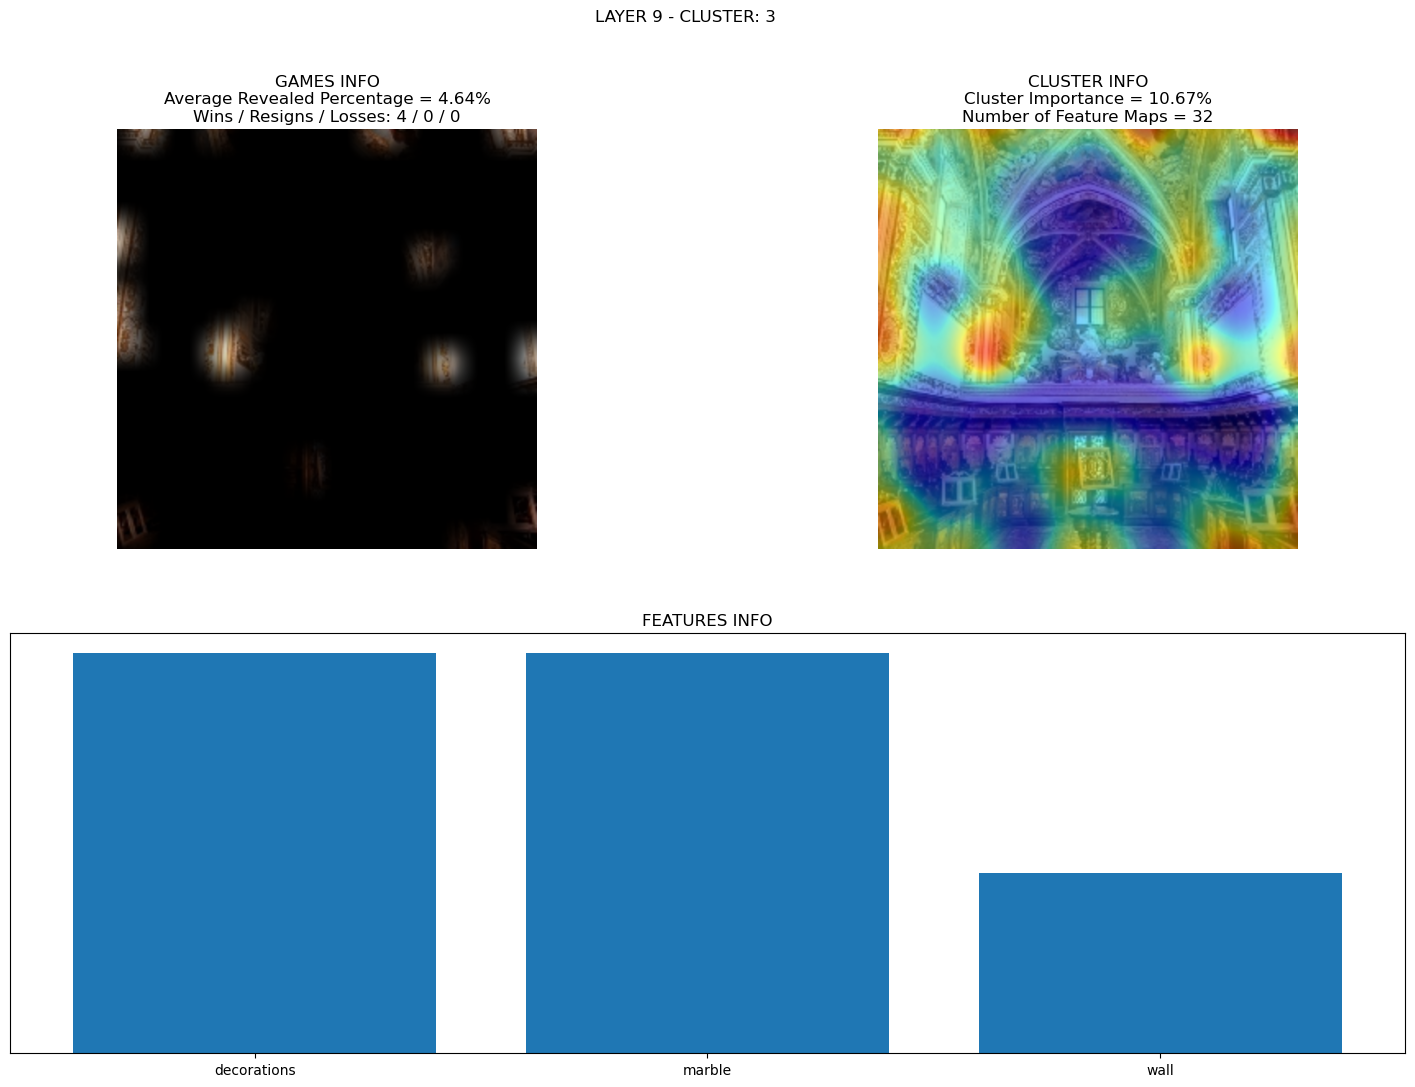 LAYER 9 - CLUSTER: 3
GAMES INFO
Average Revealed Percentage = 4.64%
Wins / Resigns / Losses: 4 / 0 / 0
CLUSTER INFO
Cluster Importance = 10.67%
Number of Feature Maps = 32
FEATURES INFO
decorations
marble
wall